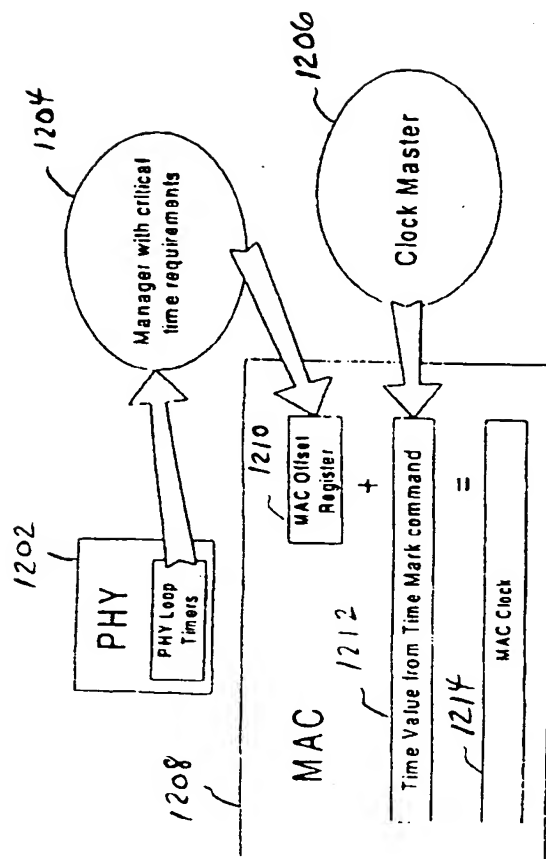 1202
PHY
PHY Loop
Timers
1204
Manager with critical
time requirements
1206
Clock Master
1208
MAC
1210
MAC Offset
Register
+
1212
Time Value from Time Mark command
=
1214
MAC Clock